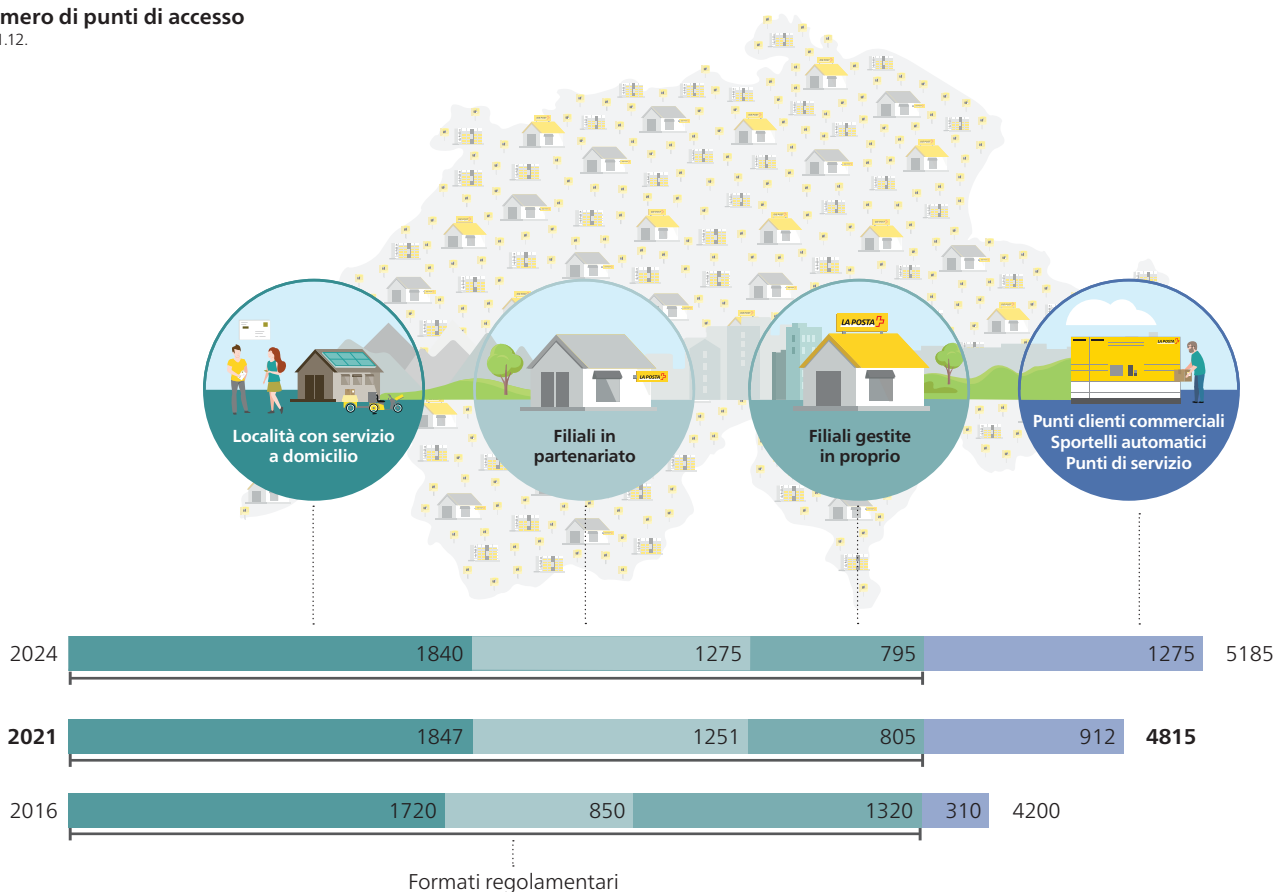 mero di punti di accesso
1.12.
LA POSTA
LA POSTA
LA POSTA
Località con servizio
a domicilio
Filiali in
partenariato
Filiali gestite
in proprio
Punti clienti commerciali
Sportelli automatici
Punti di servizio
2024 1840 1275 795 1275 5185
2021 1847 1251 805 912 4815
2016 1720 850 1320 310 4200
Formati regolamentari